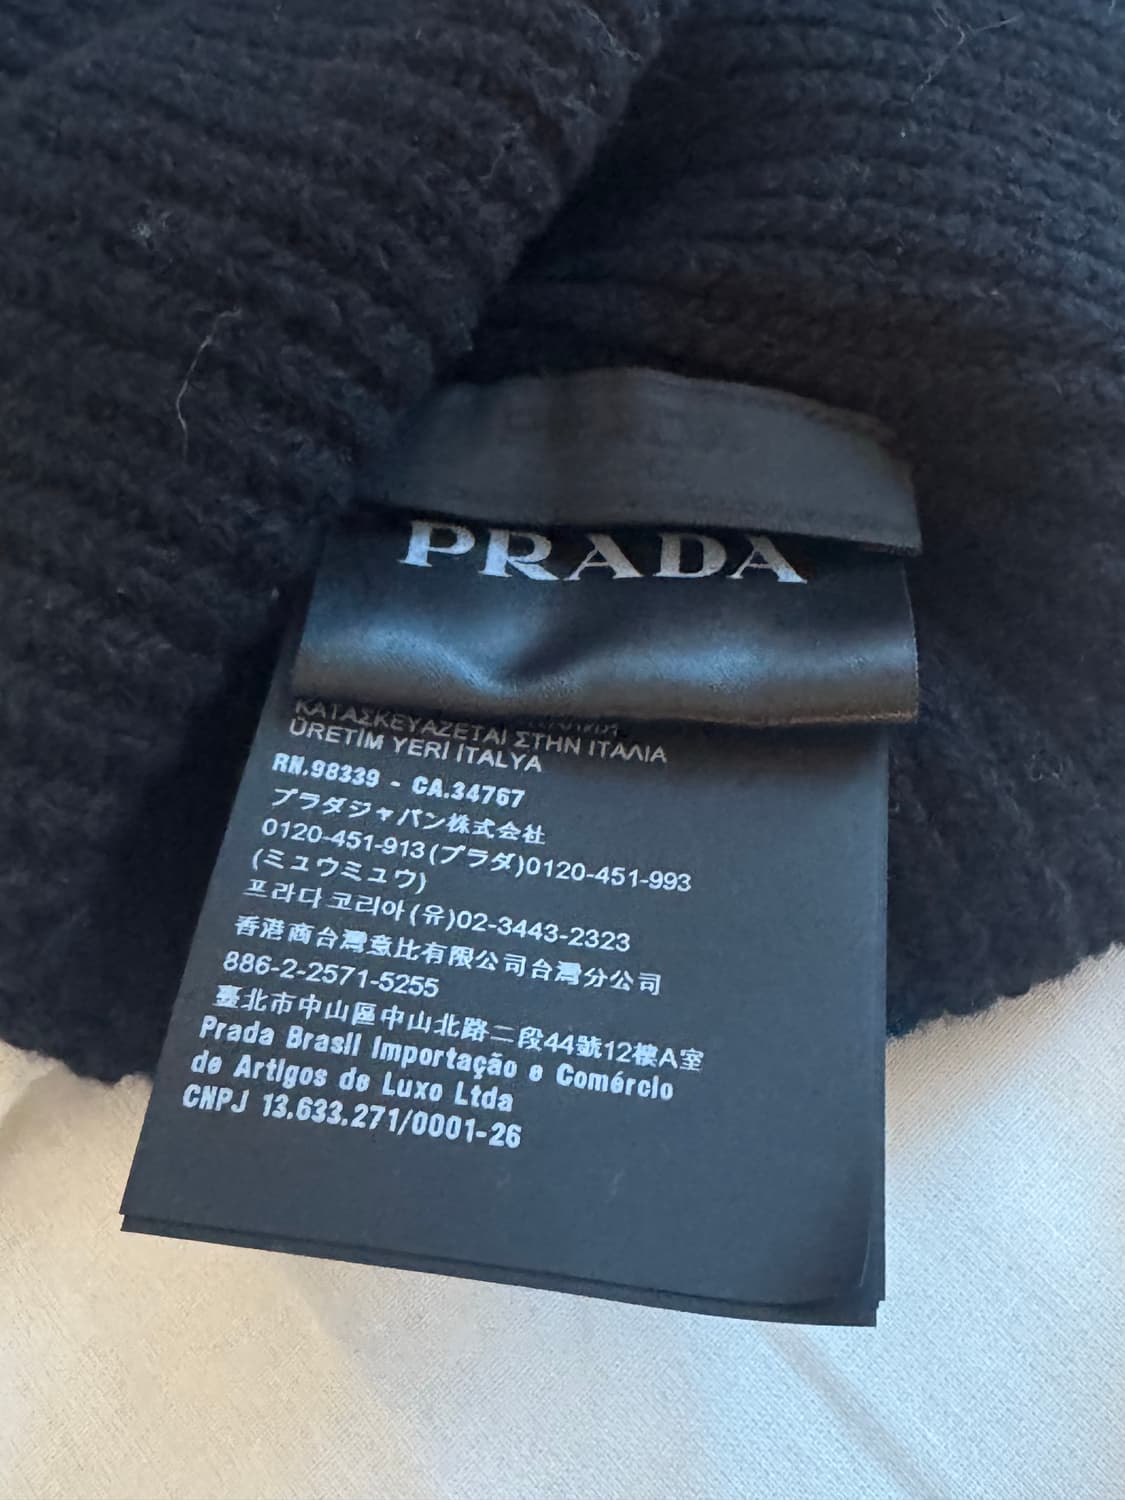 PRADA
ΚΑΤΑΣΚΕΥΑΖΕΤΑΙ ΣΤΗΝ ΙΤΑΛΙΑ
ÜRETİM YERİ İTALYA
RN.98339 - CA.34767
プラダジャパン株式会社
0120-451-913(プラダ)0120-451-993
(ミュウミュウ)
프라다코리아(유)02-3443-2323
香港商台灣意比有限公司台灣分公司
886-2-2571-5255
臺北市中山區中山北路二段44號12樓A室
Prada Brasil Importação e Comércio
de Artigos de Luxo Ltda
CNPJ 13.633.271/0001-26